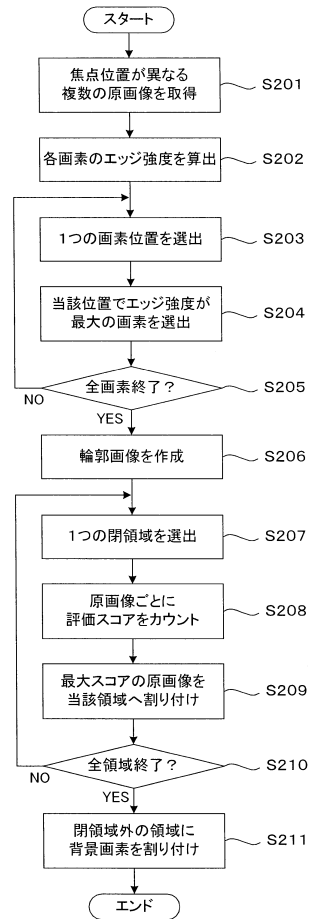 スタート
焦点位置が異なる
複数の原画像を取得
S201
各画素のエッジ強度を算出
S202
1つの画素位置を選出
S203
当該位置でエッジ強度が
最大の画素を選出
S204
全画素終了?
S205
NO
YES
輪郭画像を作成
S206
1つの閉領域を選出
S207
原画像ごとに
評価スコアをカウント
S208
最大スコアの原画像を
当該領域へ割り付け
S209
全領域終了?
S210
NO
YES
閉領域外の領域に
背景画素を割り付け
S211
エンド